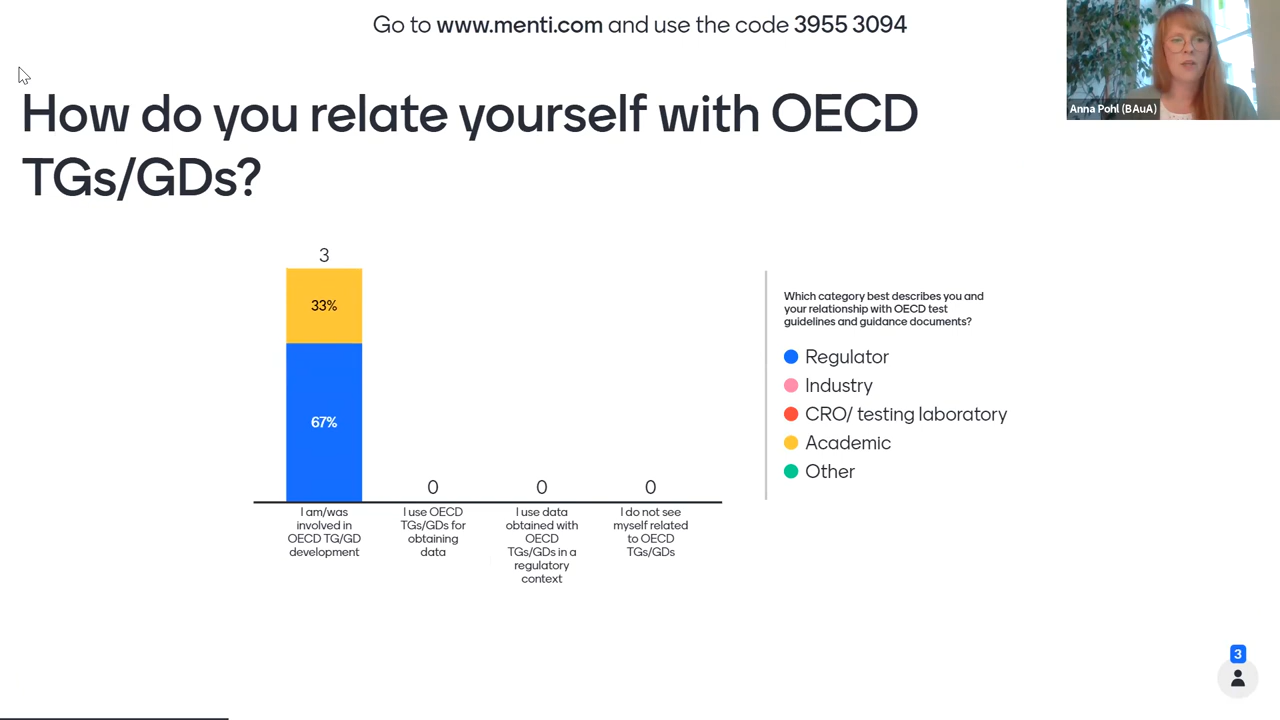 Go to www.menti.com and use the code 3955 3094
Anna Pohl (BAuA)
How do you relate yourself with OECD
TGs/GDs?
3
33%
67%
0
0
0
I am/was
involved in
OECD TG/GD
development
I use OECD
TGs/GDs for
obtaining
data
I use data
obtained with
OECD
TGs/GDs in a
regulatory
context
I do not see
myself related
to OECD
TGs/GDs
Which category best describes you and
your relationship with OECD test
guidelines and guidance documents?
Regulator
Industry
CRO/ testing laboratory
Academic
Other
3